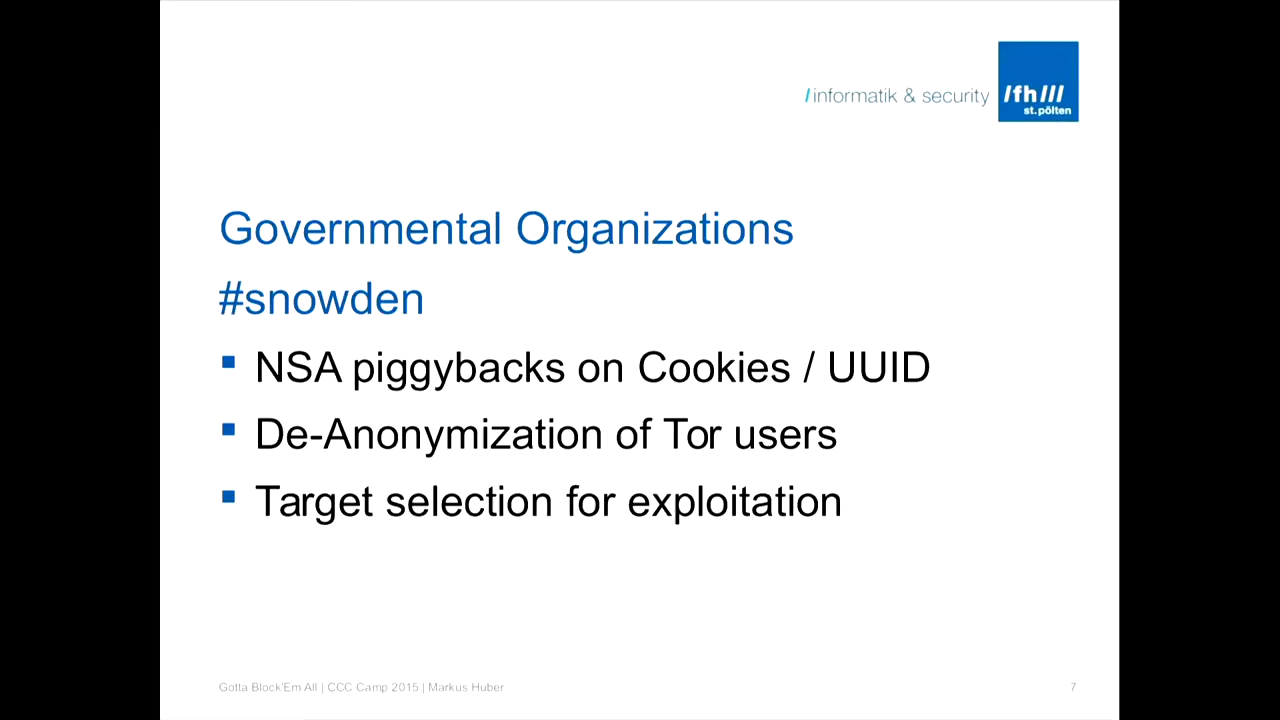 /informatik & security
/fh///
st.pölten
Governmental Organizations
#snowden
▪ NSA piggybacks on Cookies / UUID
▪ De-Anonymization of Tor users
▪ Target selection for exploitation
Gotta Block'Em All | CCC Camp 2015 | Markus Huber
7